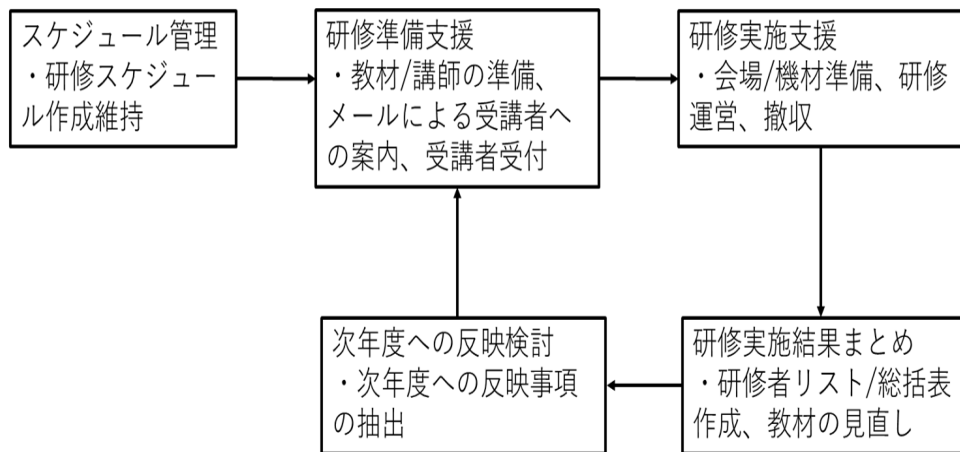 スケジュール管理
・研修スケジュー
ル作成維持
研修準備支援
・教材/講師の準備、
メールによる受講者へ
の案内、受講者受付
研修実施支援
・会場/機材準備、研修
運営、撤収
研修実施結果まとめ
・研修者リスト/総括表
作成、教材の見直し
次年度への反映検討
・次年度への反映事項
の抽出